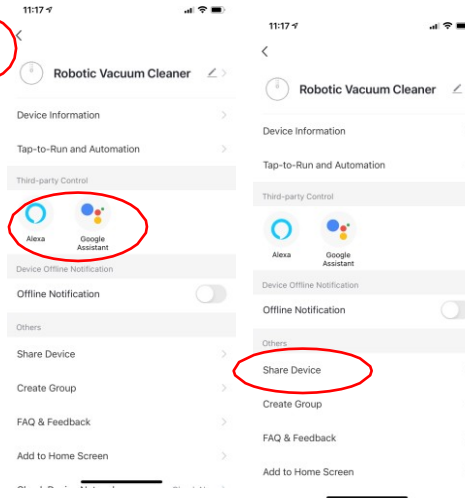 11:17
Robotic Vacuum Cleaner
Device Information
Tap-to-Run and Automation
Third-party Control
Alexa
Google
Assistant
Device Offline Notification
Offline Notification
Others
Share Device
Create Group
FAQ & Feedback
Add to Home Screen
11:17
Robotic Vacuum Cleaner
Device Information
Tap-to-Run and Automation
Third-party Control
Alexa
Google
Assistant
Device Offline Notification
Offline Notification
Others
Share Device
Create Group
FAQ & Feedback
Add to Home Screen